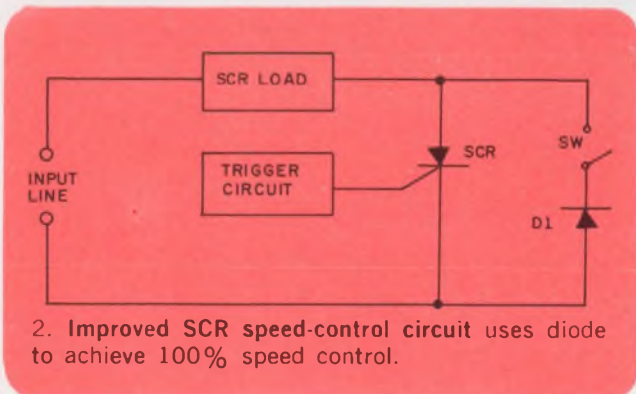 SCR LOAD
INPUT
LINE
TRIGGER
CIRCUIT
SCR
SW
D1
2. Improved SCR speed-control circuit uses diode
to achieve 100% speed control.